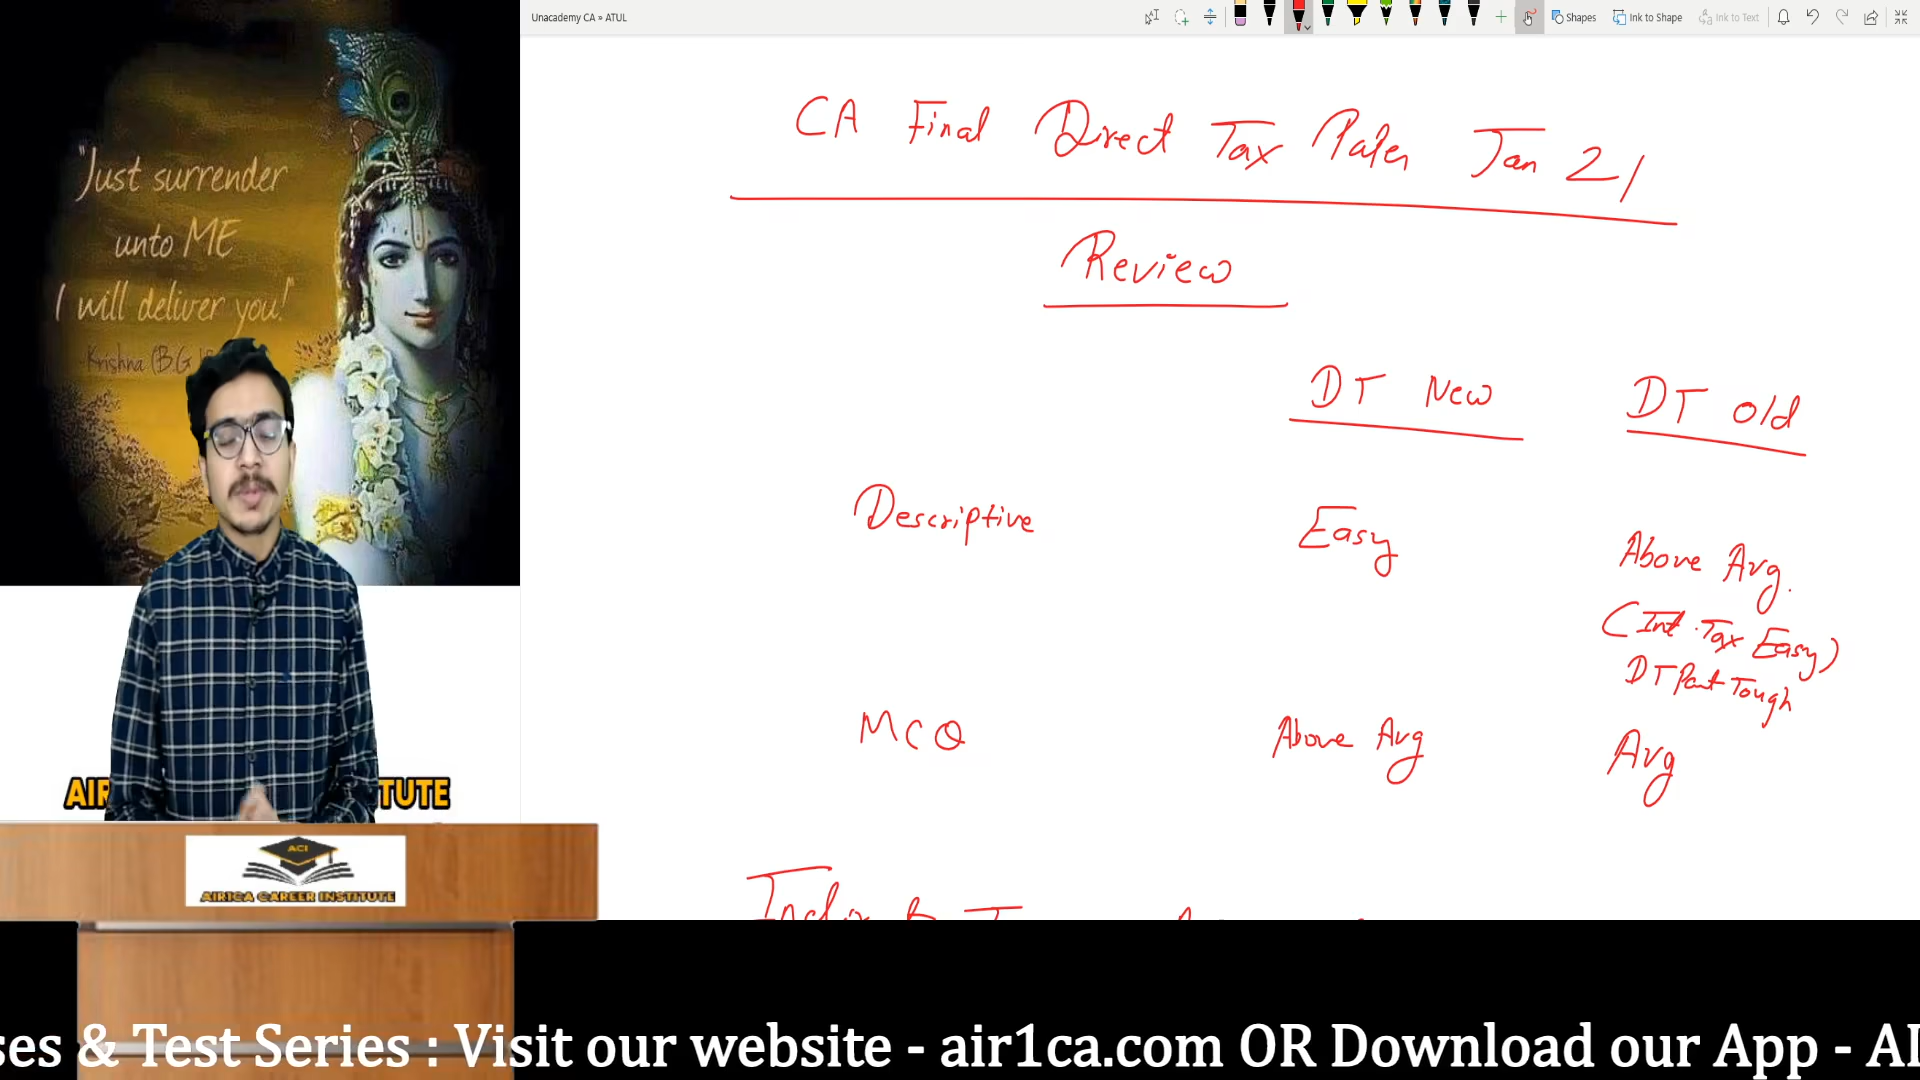 Unacademy CA » ATUL
Shapes
Ink to Shape
Ink to Text
CA Final Direct Tax Paper Jan 21
Review
DT New
DT Old
Descriptive
Easy
Above Avg.
(Int. Tax Easy)
DT Part Tough
MCQ
Above Avg
Avg
"Just surrender
unto ME
I will deliver you!"
-Krishna (B.G
AIR
TUTE
ACI
AIR1CA CAREER INSTITUTE
ses & Test Series : Visit our website - air1ca.com OR Download our App - AI